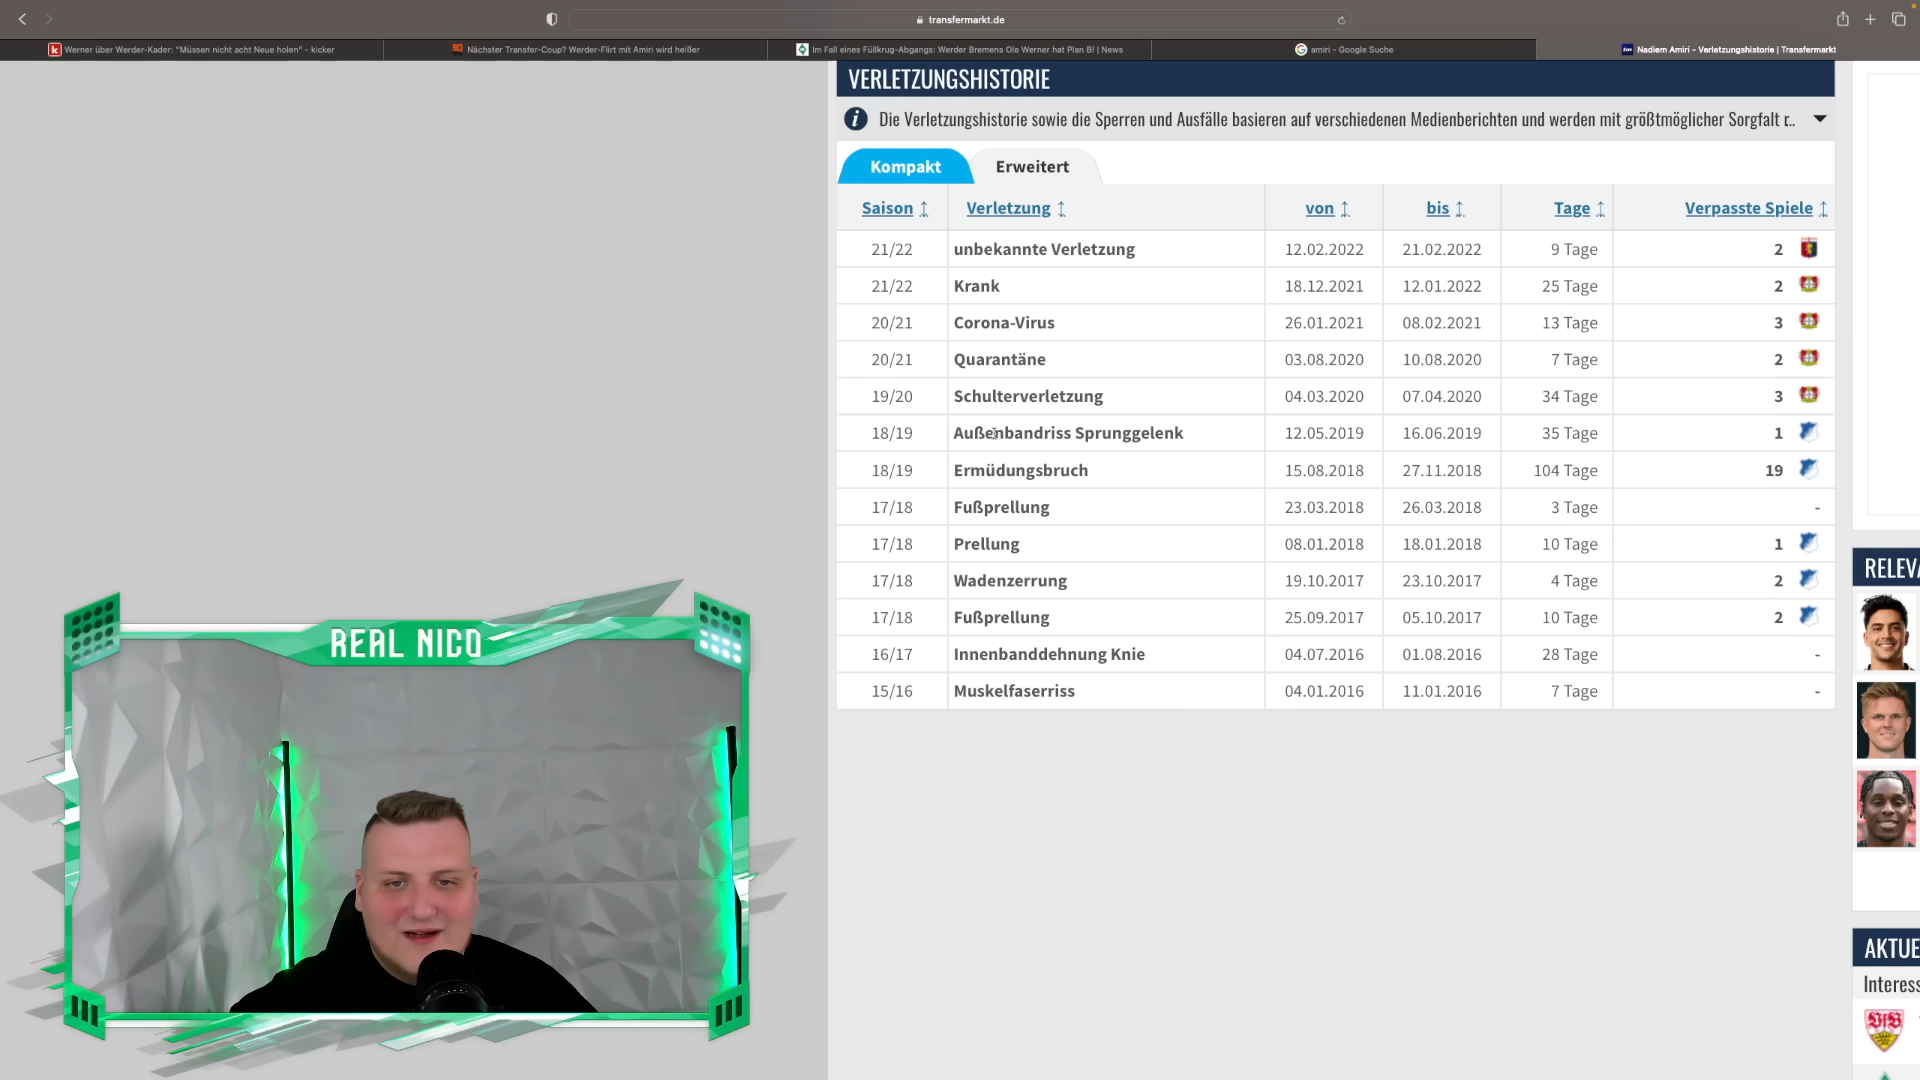 transfermarkt.de
Werner über Werder-Kader: "Müssen nicht acht Neue holen" - kicker
Nächster Transfer-Coup? Werder-Flirt mit Amiri wird heißer
Im Fall eines Füllkrug-Abgangs: Werder Bremens Ole Werner hat Plan B! | News
amiri - Google Suche
Nadiem Amiri - Verletzungshistorie | Transfermarkt
VERLETZUNGSHISTORIE
Die Verletzungshistorie sowie die Sperren und Ausfälle basieren auf verschiedenen Medienberichten und werden mit größtmöglicher Sorgfalt r..
Kompakt Erweitert
Saison Verletzung von bis Tage Verpasste Spiele
21/22 unbekannte Verletzung 12.02.2022 21.02.2022 9 Tage 2
21/22 Krank 18.12.2021 12.01.2022 25 Tage 2
20/21 Corona-Virus 26.01.2021 08.02.2021 13 Tage 3
20/21 Quarantäne 03.08.2020 10.08.2020 7 Tage 2
19/20 Schulterverletzung 04.03.2020 07.04.2020 34 Tage 3
18/19 Außenbandriss Sprunggelenk 12.05.2019 16.06.2019 35 Tage 1
18/19 Ermüdungsbruch 15.08.2018 27.11.2018 104 Tage 19
17/18 Fußprellung 23.03.2018 26.03.2018 3 Tage -
17/18 Prellung 08.01.2018 18.01.2018 10 Tage 1
17/18 Wadenzerrung 19.10.2017 23.10.2017 4 Tage 2
17/18 Fußprellung 25.09.2017 05.10.2017 10 Tage 2
16/17 Innenbanddehnung Knie 04.07.2016 01.08.2016 28 Tage -
15/16 Muskelfaserriss 04.01.2016 11.01.2016 7 Tage -
RELEVA
AKTUE
Interess
VfB
REAL NICO